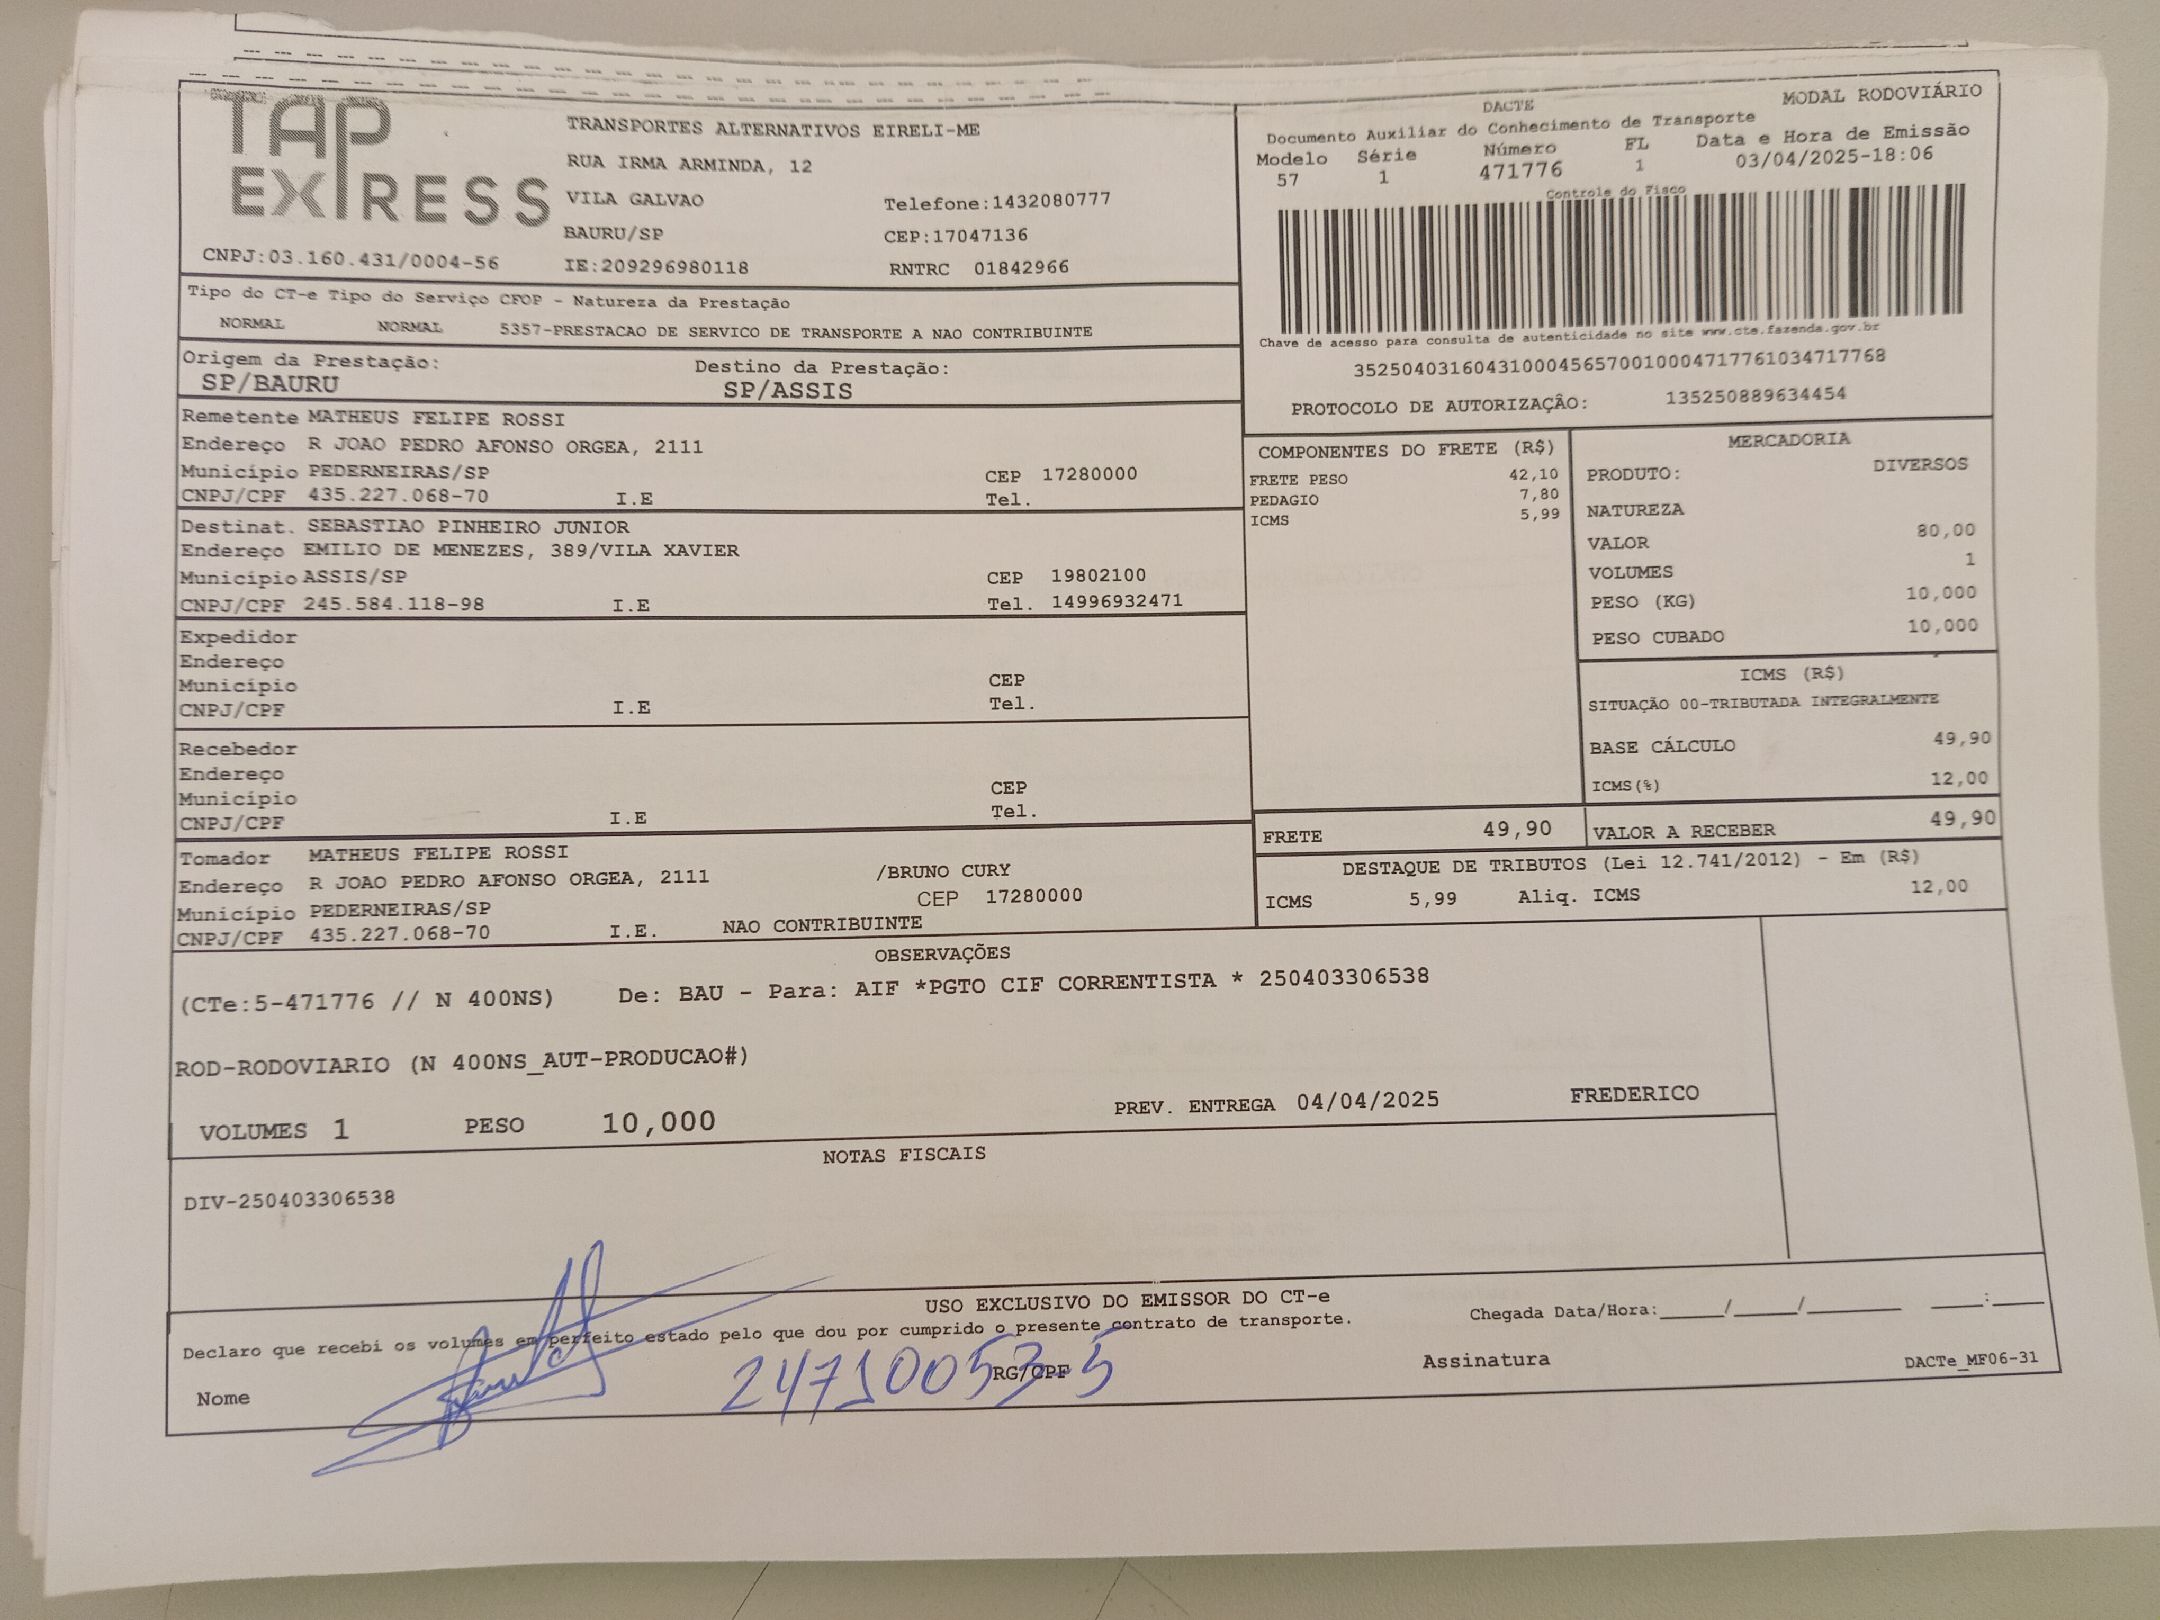 TAP
EXPRESS
CNPJ:03.160.431/0004-56
TRANSPORTES ALTERNATIVOS EIRELI-ME
RUA IRMA ARMINDA, 12
VILA GALVAO Telefone:1432080777
BAURU/SP CEP:17047136
IE:209296980118 RNTRC 01842966
DACTE MODAL RODOVIÁRIO
Documento Auxiliar do Conhecimento de Transporte
Modelo Série Número FL Data e Hora de Emissão
57 1 471776 1 03/04/2025-18:06
Controle do Fisco
Chave de acesso para consulta de autenticidade no site www.cte.fazenda.gov.br
35250403160431000456570010004717761034717768
PROTOCOLO DE AUTORIZAÇÂO: 135250889634454
Tipo do CT-e Tipo do Serviço CFOP - Natureza da Prestação
NORMAL NORMAL 5357-PRESTACAO DE SERVICO DE TRANSPORTE A NAO CONTRIBUINTE
Origem da Prestação: Destino da Prestação:
SP/BAURU SP/ASSIS
Remetente MATHEUS FELIPE ROSSI
Endereço R JOAO PEDRO AFONSO ORGEA, 2111
Município PEDERNEIRAS/SP CEP 17280000
CNPJ/CPF 435.227.068-70 I.E Tel.
Destinat. SEBASTIAO PINHEIRO JUNIOR
Endereço EMILIO DE MENEZES, 389/VILA XAVIER
Município ASSIS/SP CEP 19802100
CNPJ/CPF 245.584.118-98 I.E Tel. 14996932471
Expedidor
Endereço
Município CEP
CNPJ/CPF I.E Tel.
Recebedor
Endereço
Município CEP
CNPJ/CPF I.E Tel.
Tomador MATHEUS FELIPE ROSSI
Endereço R JOAO PEDRO AFONSO ORGEA, 2111 /BRUNO CURY
Município PEDERNEIRAS/SP CEP 17280000
CNPJ/CPF 435.227.068-70 I.E. NAO CONTRIBUINTE
COMPONENTES DO FRETE (R$)
FRETE PESO 42,10
PEDAGIO 7,80
ICMS 5,99
MERCADORIA
PRODUTO: DIVERSOS
NATUREZA
VALOR 80,00
VOLUMES 1
PESO (KG) 10,000
PESO CUBADO 10,000
ICMS (R$)
SITUAÇÃO 00-TRIBUTADA INTEGRALMENTE
BASE CÁLCULO 49,90
ICMS(%) 12,00
FRETE 49,90 VALOR A RECEBER 49,90
DESTAQUE DE TRIBUTOS (Lei 12.741/2012) - Em (R$)
ICMS 5,99 Aliq. ICMS 12,00
OBSERVAÇÕES
(CTe:5-471776 // N 400NS) De: BAU - Para: AIF *PGTO CIF CORRENTISTA * 250403306538
ROD-RODOVIARIO (N 400NS_AUT-PRODUCAO#)
VOLUMES 1 PESO 10,000 PREV. ENTREGA 04/04/2025 FREDERICO
NOTAS FISCAIS
DIV-250403306538
USO EXCLUSIVO DO EMISSOR DO CT-e
Declaro que recebi os volumes em perfeito estado pelo que dou por cumprido o presente contrato de transporte.
Chegada Data/Hora:_____/_____/_______ ____:____
Nome 24710053-5 RG/CPF Assinatura DACTe_MF06-31